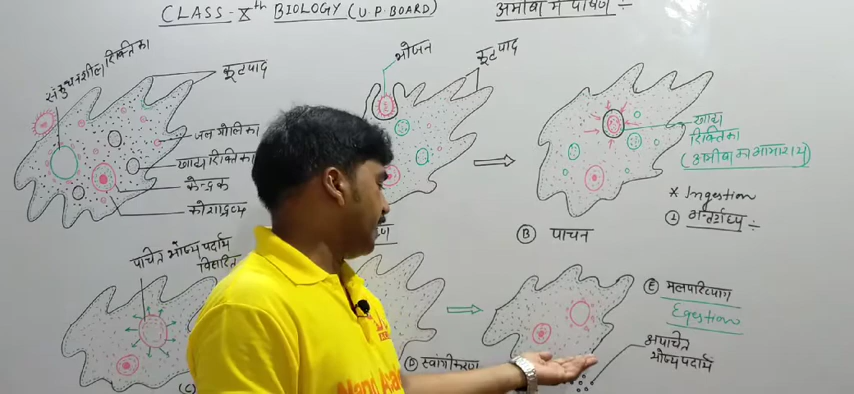 CLASS-Xth BIOLOGY (U.P. BOARD)
अमीबा में पोषण :-
संकुचनशील रिक्तिका
कूटपाद
जल गोलिका
खाद्य रिक्तिका
केन्द्रक
कोशाद्रव्य
भोजन
कूटपाद
खाद्य
रिक्तिका
(अमीबा का आमाशय)
* Ingestion
① अन्तर्ग्रहण :-
Ⓑ पाचन
पाचित भोज्य पदार्थ
Ⓓ स्वांगीकरण
Ⓔ मलपरित्याग
Egestion
अपाचित
भोज्य पदार्थ
(C)